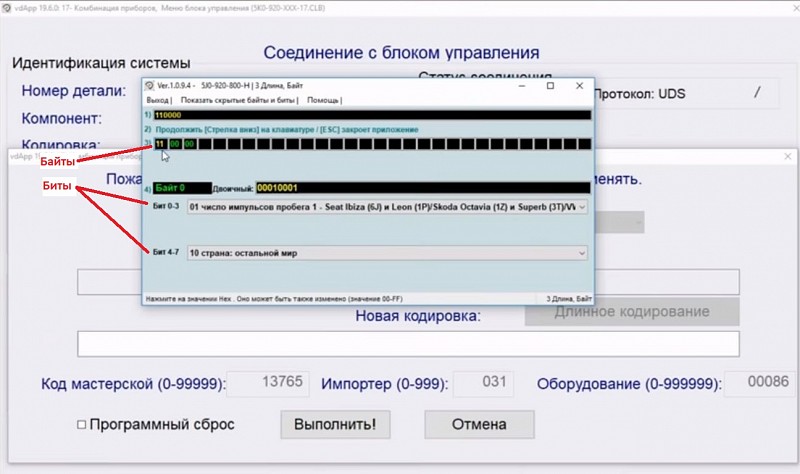 vdApp 19.6.0: 17- Комбинация приборов, Меню блока управления (5K0-920-XXX-17.CLB)
Соединение с блоком управления
Идентификация системы
Статус соединения
Номер детали:
Протокол: UDS /
Компонент:
Кодировка:
Ver.1.0.9.4 - 5J0-920-800-H | 3 Длина, Байт
Выход | Показать скрытые байты и биты | Помощь |
1) 110000
2) Продолжить [Стрелка вниз] на клавиатуре / [ESC] закроет приложение
3) 11 00 00
Байты
Биты
4) Байт 0 Двоичный: 00010001
Бит 0-3 01 число импульсов пробега 1 - Seat Ibiza (6J) и Leon (1P)/Skoda Octavia (1Z) и Superb (3T)/VW
Бит 4-7 10 страна: остальной мир
Нажмите на значении Hex . Оно может быть также изменено (значение 00-FF) 3 Длина, Байт
vdApp 1
Пожа
менять.
Новая кодировка: Длинное кодирование
Код мастерской (0-99999): 13765 Импортер (0-999): 031 Оборудование (0-999999): 00086
Программный сброс Выполнить! Отмена